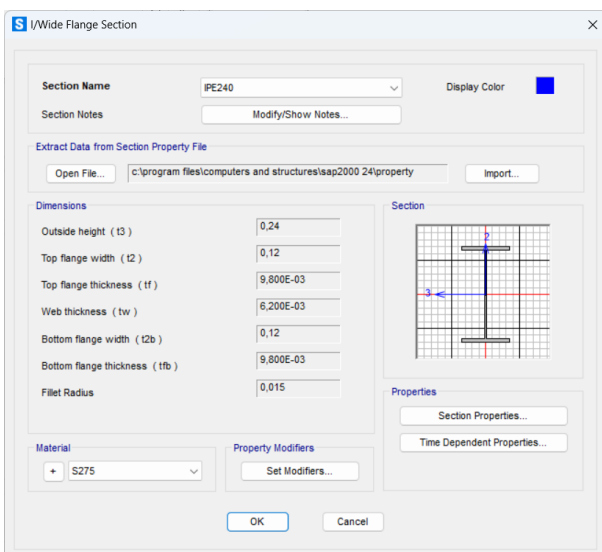 S I/Wide Flange Section
Section Name
IPE240
Display Color
Section Notes
Modify/Show Notes...
Extract Data from Section Property File
Open File...
c:\program files\computers and structures\sap2000 24\property
Import...
Dimensions
Outside height ( t3 )
0,24
Top flange width ( t2 )
0,12
Top flange thickness ( tf )
9,800E-03
Web thickness ( tw )
6,200E-03
Bottom flange width ( t2b )
0,12
Bottom flange thickness ( tfb )
9,800E-03
Fillet Radius
0,015
Section
2
3
Properties
Section Properties...
Time Dependent Properties...
Material
+
S275
Property Modifiers
Set Modifiers...
OK
Cancel